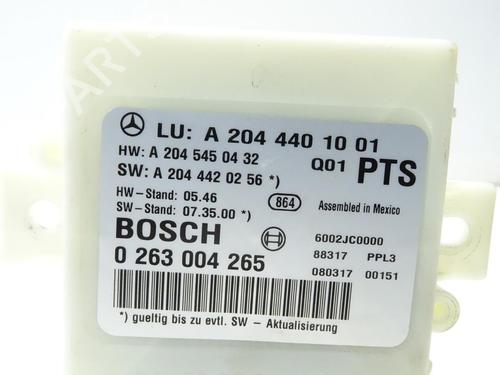 LU: A 204 440 10 01
HW: A 204 545 04 32
Q01 PTS
SW: A 204 442 02 56 *)
HW-Stand: 05.46
864
Assembled in Mexico
SW-Stand: 07.35.00 *)
BOSCH
6002JC0000
0 263 004 265
88317 PPL3
080317 00151
*) gueltig bis zu evtl. SW - Aktualisierung